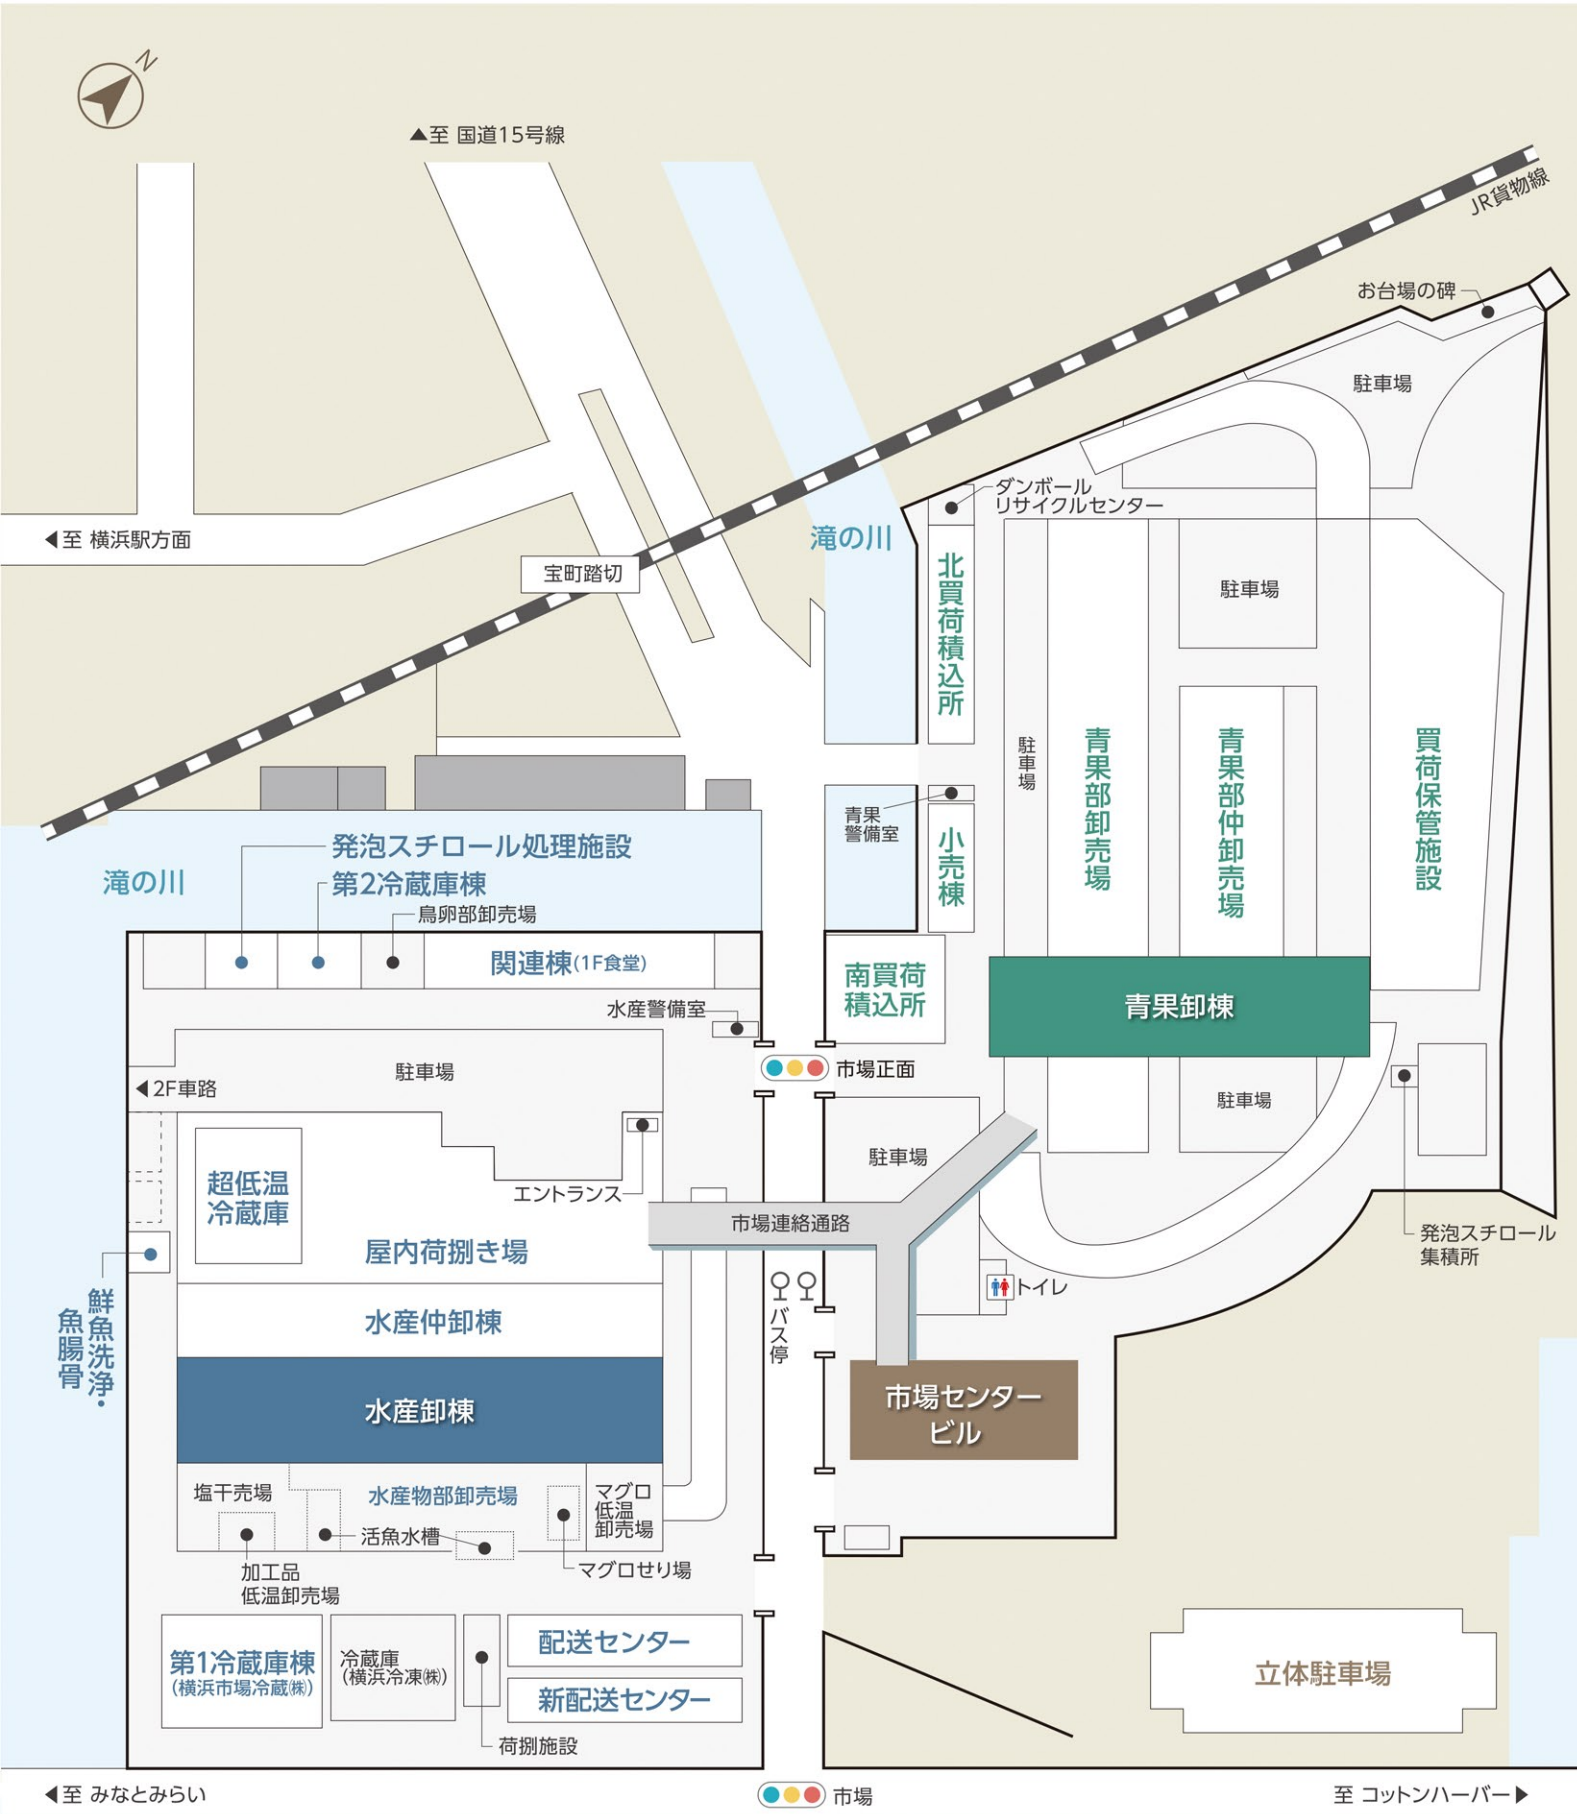 N
▲至 国道15号線
JR貨物線
お台場の碑
駐車場
ダンボール
リサイクルセンター
◀至 横浜駅方面
滝の川
宝町踏切
北買荷積込所
駐車場
駐車場
青果部卸売場
青果部仲卸売場
買荷保管施設
青果
警備室
小売棟
発泡スチロール処理施設
滝の川
第2冷蔵庫棟
鳥卵部卸売場
関連棟(1F食堂)
南買荷
積込所
青果卸棟
水産警備室
市場正面
駐車場
◀2F車路
駐車場
駐車場
超低温
冷蔵庫
エントランス
市場連絡通路
屋内荷捌き場
発泡スチロール
集積所
トイレ
バス停
鮮魚洗浄・
魚腸骨
水産仲卸棟
水産卸棟
市場センター
ビル
塩干売場
水産物部卸売場
マグロ
低温
卸売場
活魚水槽
加工品
低温卸売場
マグロせり場
第1冷蔵庫棟
(横浜市場冷蔵㈱)
冷蔵庫
(横浜冷凍㈱)
配送センター
新配送センター
荷捌施設
立体駐車場
◀至 みなとみらい
市場
至 コットンハーバー▶